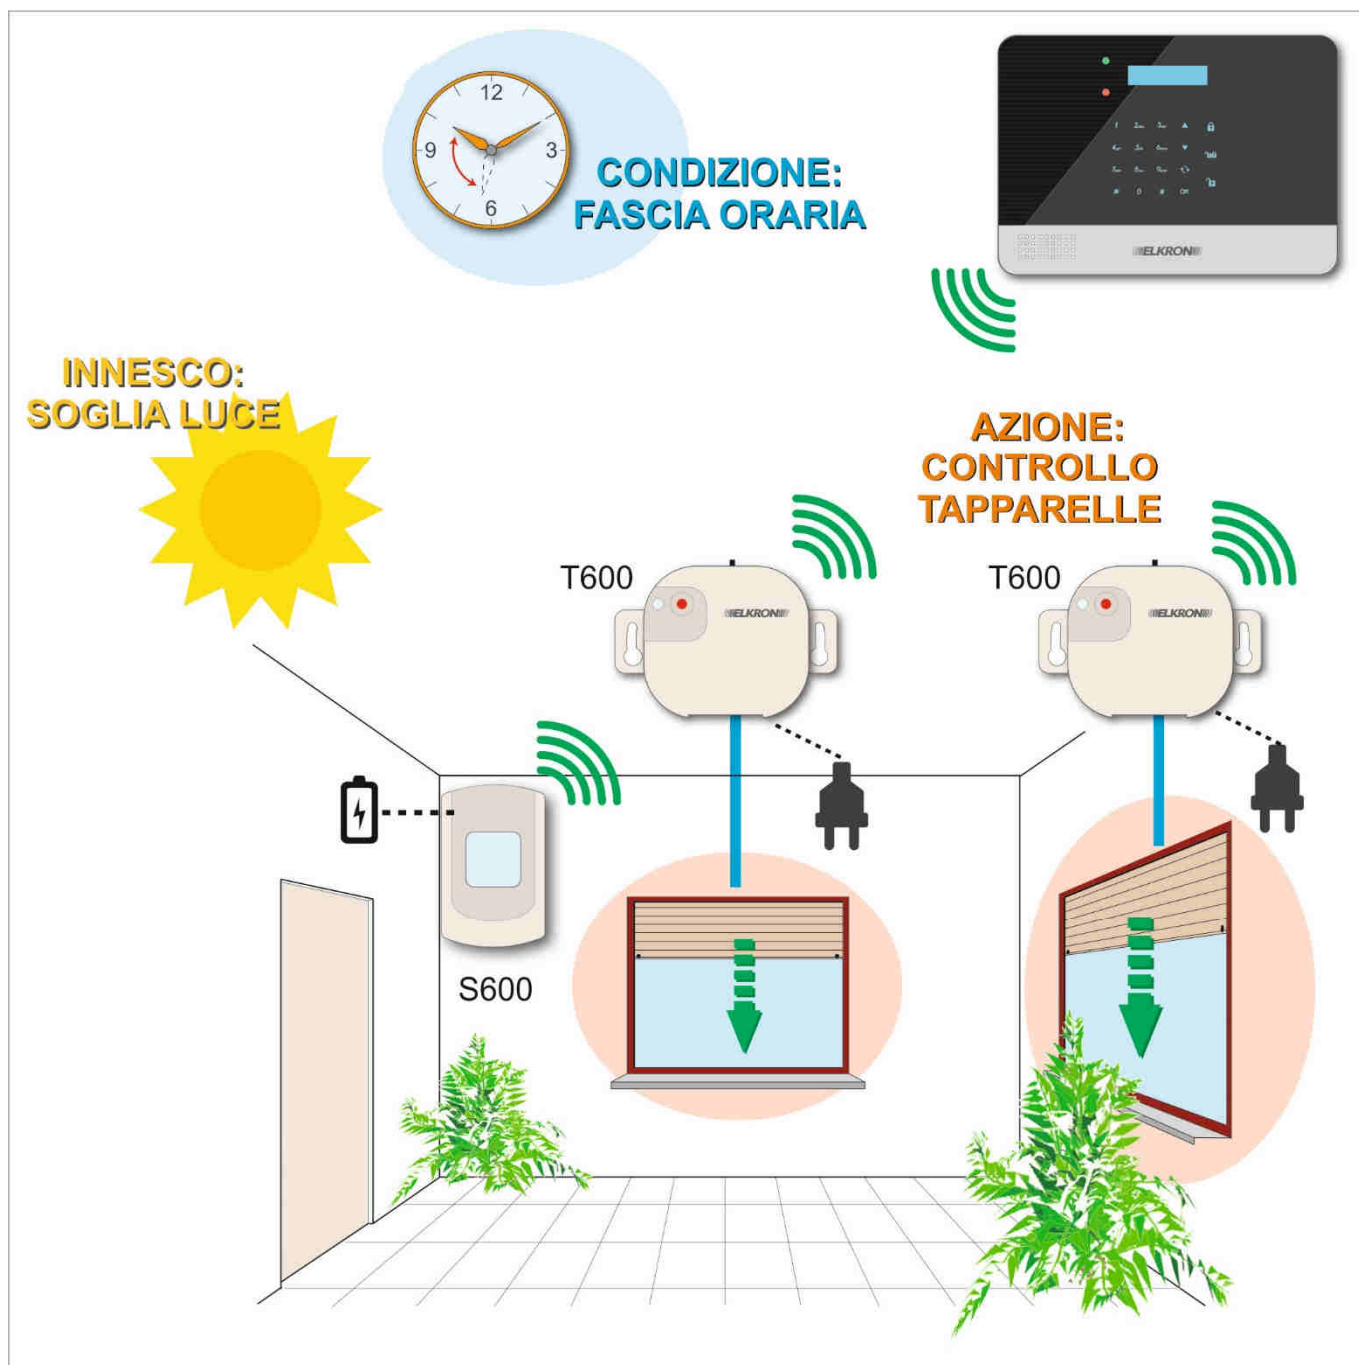 12
9
3
6
CONDIZIONE:
FASCIA ORARIA
ELKRON
INNESCO:
SOGLIA LUCE
AZIONE:
CONTROLLO
TAPPARELLE
T600
ELKRON
T600
ELKRON
S600